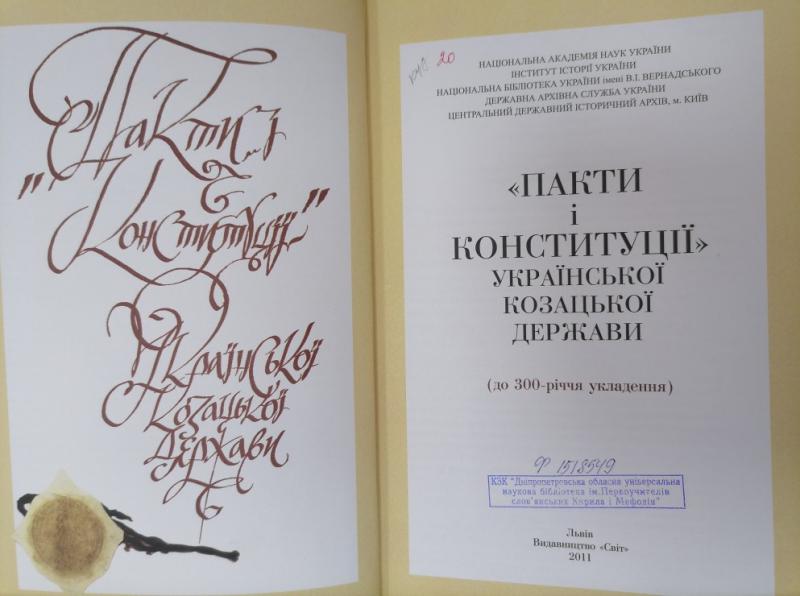 "Пакти і
Конституції"
Української
козацької
держави
20
НАЦІОНАЛЬНА АКАДЕМІЯ НАУК УКРАЇНИ
ІНСТИТУТ ІСТОРІЇ УКРАЇНИ
НАЦІОНАЛЬНА БІБЛІОТЕКА УКРАЇНИ імені В.І. ВЕРНАДСЬКОГО
ДЕРЖАВНА АРХІВНА СЛУЖБА УКРАЇНИ
ЦЕНТРАЛЬНИЙ ДЕРЖАВНИЙ ІСТОРИЧНИЙ АРХІВ, м. КИЇВ
«ПАКТИ
і
КОНСТИТУЦІЇ»
УКРАЇНСЬКОЇ
КОЗАЦЬКОЇ
ДЕРЖАВИ
(до 300-річчя укладення)
Ф 1518549
КЗК "Дніпропетровська обласна універсальна
наукова бібліотека ім.Первоучителів
слов'янських Кирила і Мефодія"
Львів
Видавництво «Світ»
2011